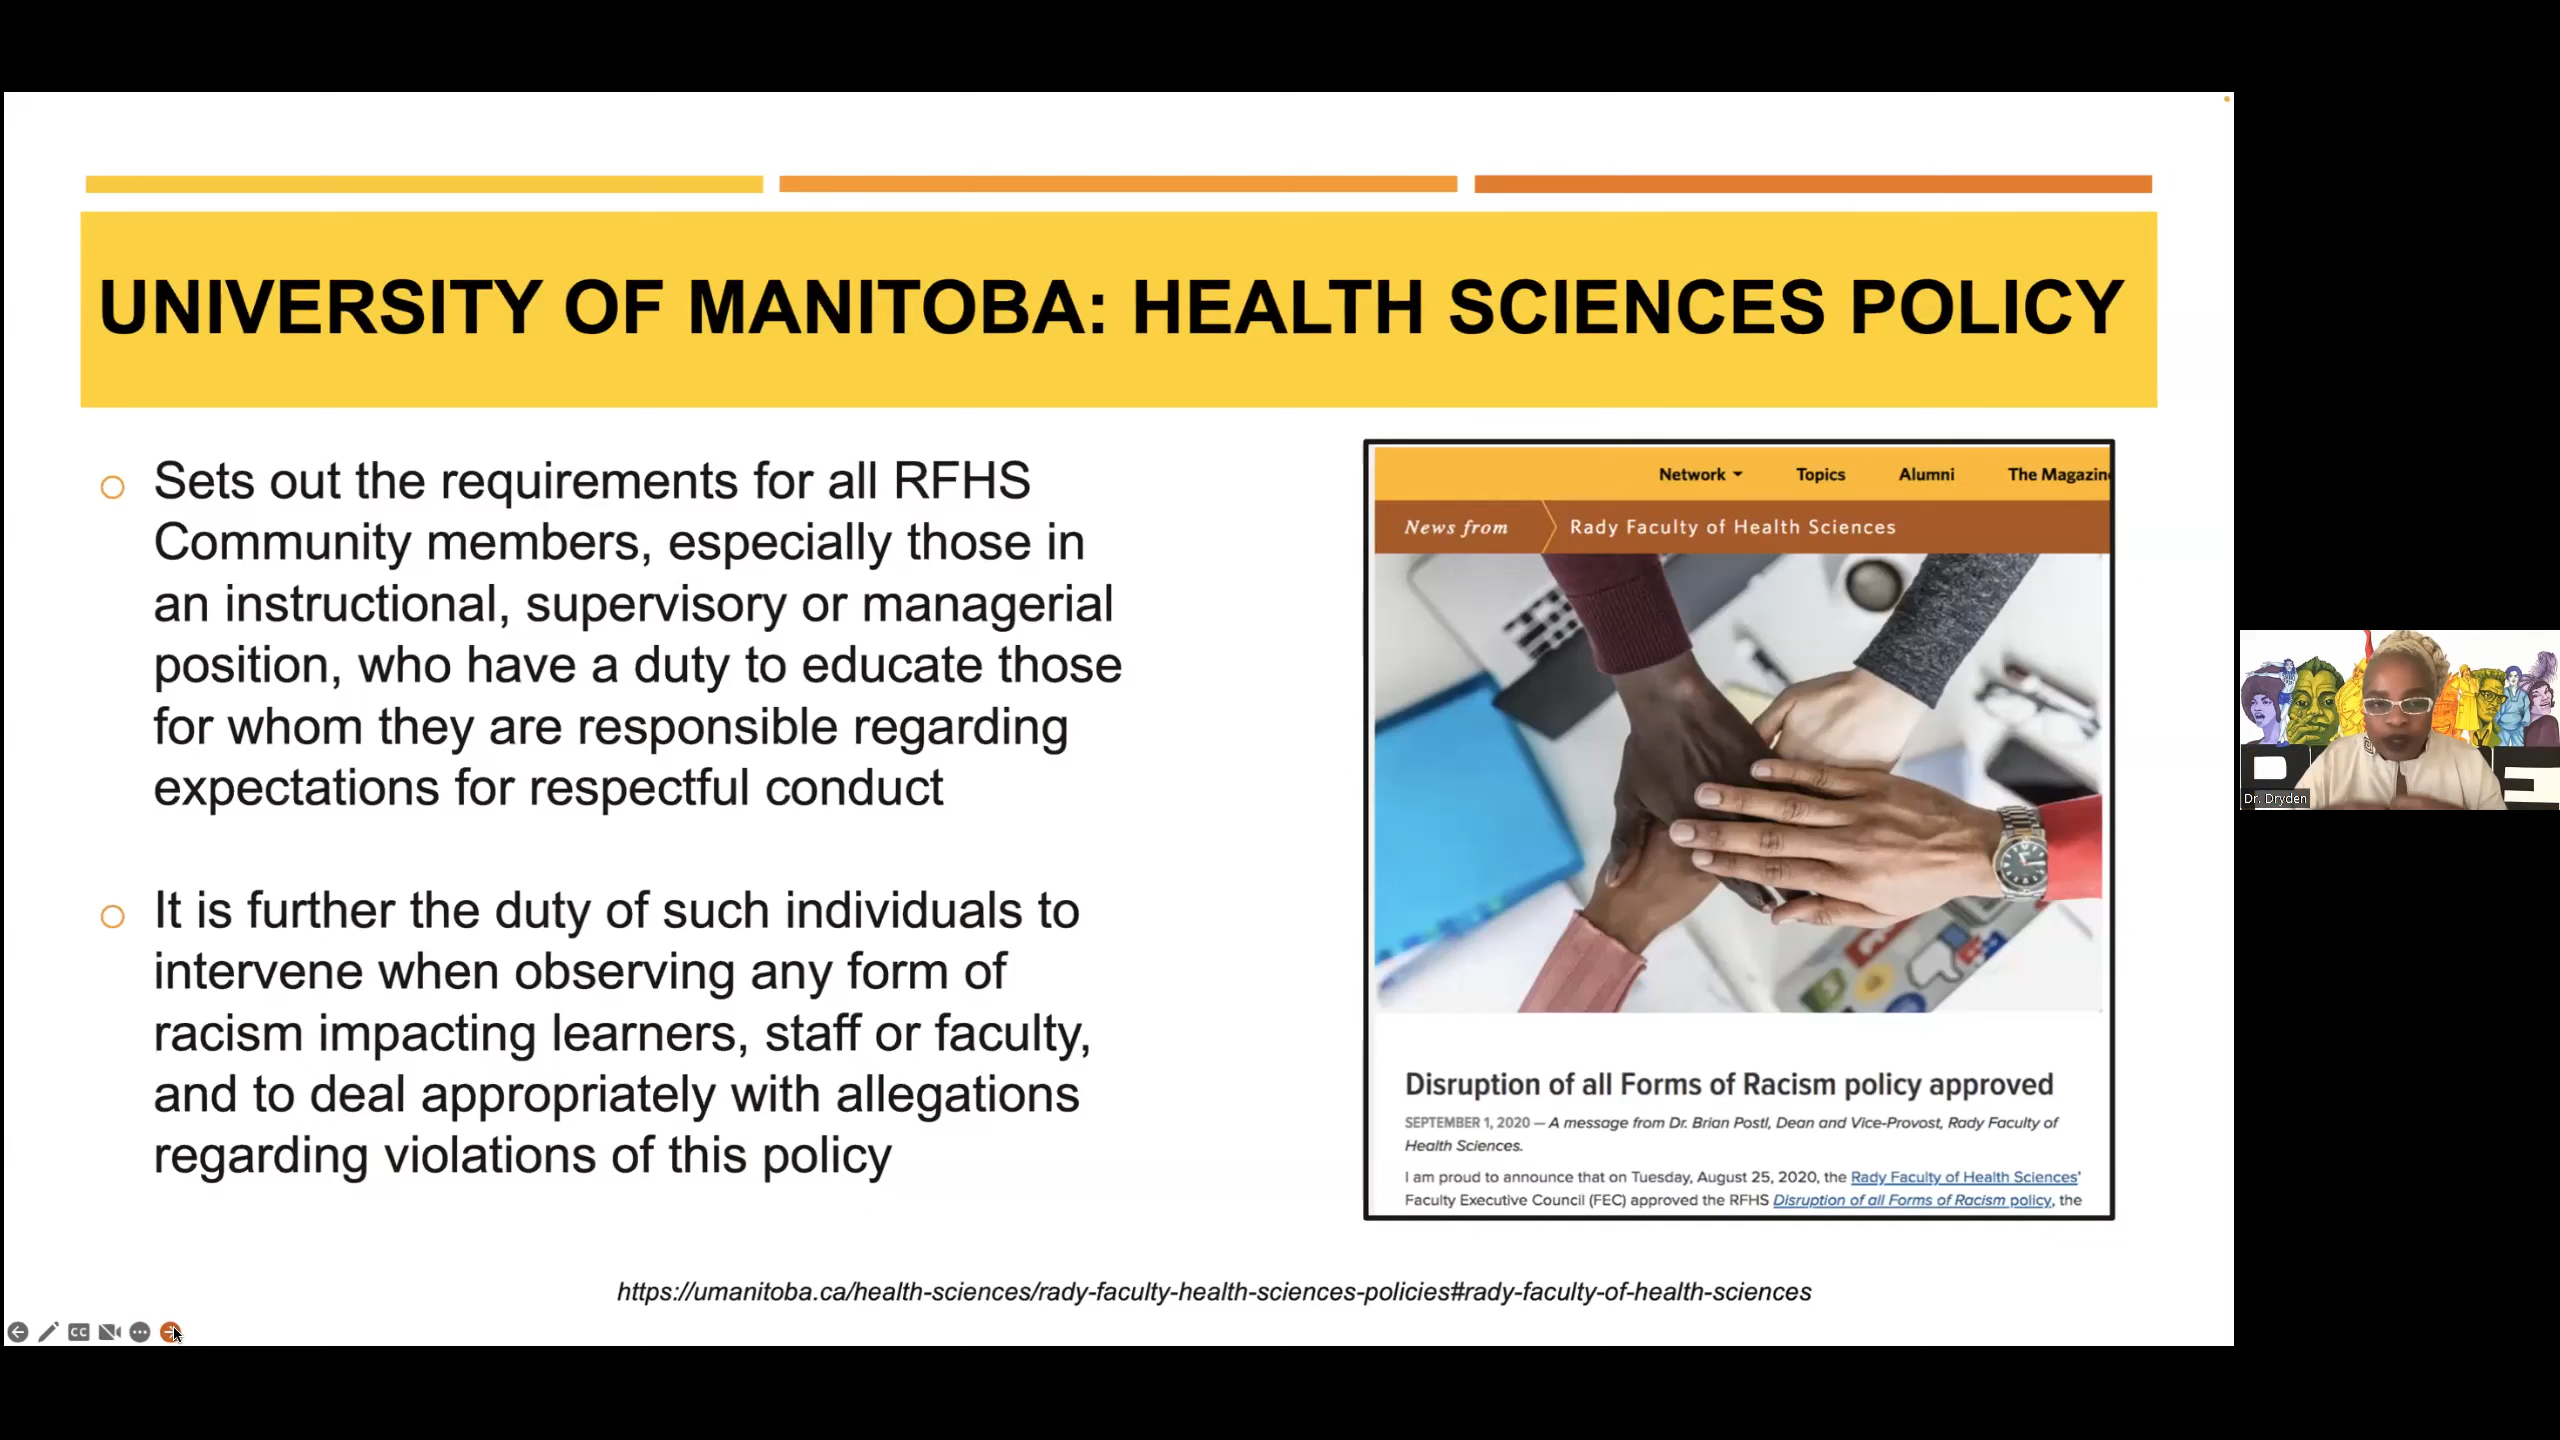 UNIVERSITY OF MANITOBA: HEALTH SCIENCES POLICY
Sets out the requirements for all RFHS
Community members, especially those in
an instructional, supervisory or managerial
position, who have a duty to educate those
for whom they are responsible regarding
expectations for respectful conduct
It is further the duty of such individuals to
intervene when observing any form of
racism impacting learners, staff or faculty,
and to deal appropriately with allegations
regarding violations of this policy
Network Topics Alumni The Magazin
News from Rady Faculty of Health Sciences
Disruption of all Forms of Racism policy approved
SEPTEMBER 1, 2020 — A message from Dr. Brian Postl, Dean and Vice-Provost, Rady Faculty of
Health Sciences.
I am proud to announce that on Tuesday, August 25, 2020, the Rady Faculty of Health Sciences'
Faculty Executive Council (FEC) approved the RFHS Disruption of all Forms of Racism policy, the
https://umanitoba.ca/health-sciences/rady-faculty-health-sciences-policies#rady-faculty-of-health-sciences
CC
Dr. Dryden